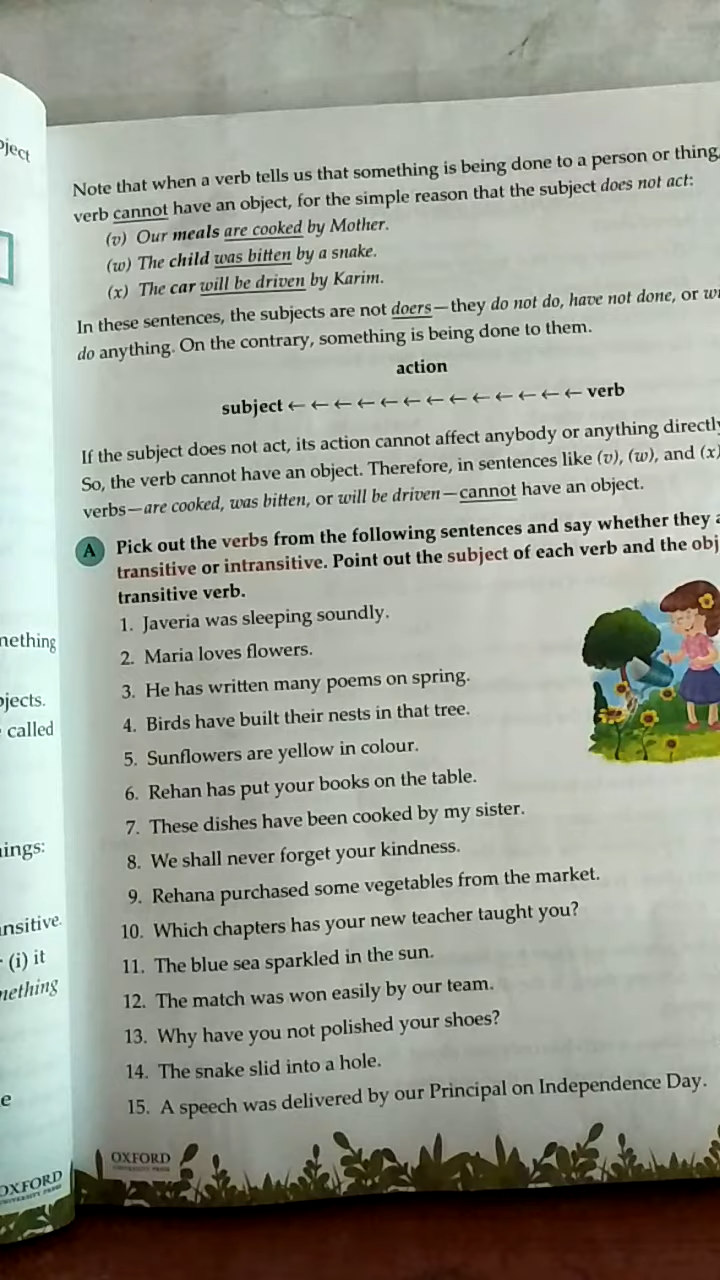 bject
nething
bjects.
called
ings:
nsitive.
(i) it
nething
e
OXFORD
UNIVERSITY PRESS
Note that when a verb tells us that something is being done to a person or thing,
verb cannot have an object, for the simple reason that the subject does not act:
(v) Our meals are cooked by Mother.
(w) The child was bitten by a snake.
(x) The car will be driven by Karim.
In these sentences, the subjects are not doers—they do not do, have not done, or wi
do anything. On the contrary, something is being done to them.
action
subject ← ← ← ← ← ← ← ← ← ← ← ← ← verb
If the subject does not act, its action cannot affect anybody or anything directly
So, the verb cannot have an object. Therefore, in sentences like (v), (w), and (x)
verbs—are cooked, was bitten, or will be driven—cannot have an object.
A Pick out the verbs from the following sentences and say whether they a
transitive or intransitive. Point out the subject of each verb and the obj
transitive verb.
1. Javeria was sleeping soundly.
2. Maria loves flowers.
3. He has written many poems on spring.
4. Birds have built their nests in that tree.
5. Sunflowers are yellow in colour.
6. Rehan has put your books on the table.
7. These dishes have been cooked by my sister.
8. We shall never forget your kindness.
9. Rehana purchased some vegetables from the market.
10. Which chapters has your new teacher taught you?
11. The blue sea sparkled in the sun.
12. The match was won easily by our team.
13. Why have you not polished your shoes?
14. The snake slid into a hole.
15. A speech was delivered by our Principal on Independence Day.
OXFORD
UNIVERSITY PRESS